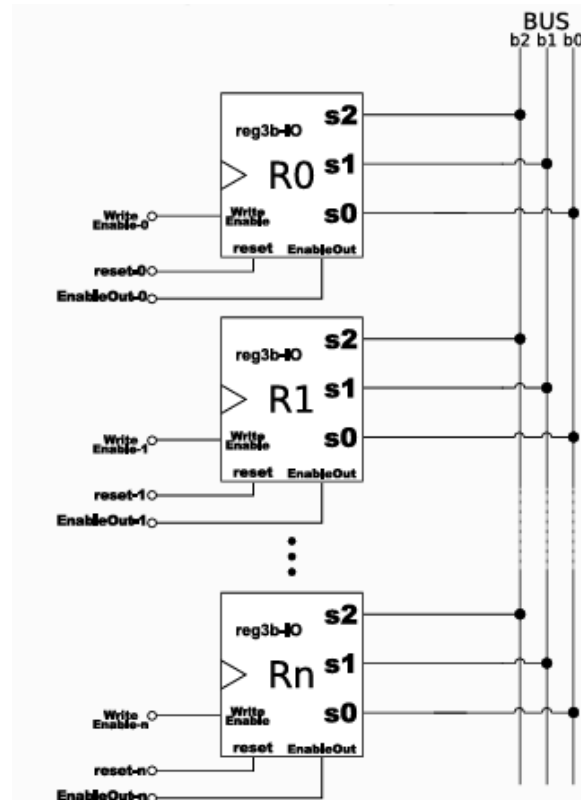 BUS
b2 b1 b0
reg3b-IO
s2
R0
s1
s0
Write
Enable-0
Write
Enable
reset
EnableOut
reset-0
EnableOut-0
reg3b-IO
s2
R1
s1
s0
Write
Enable-1
Write
Enable
reset
EnableOut
reset-1
EnableOut-1
reg3b-IO
s2
Rn
s1
s0
Write
Enable-n
Write
Enable
reset
EnableOut
reset-n
EnableOut-n